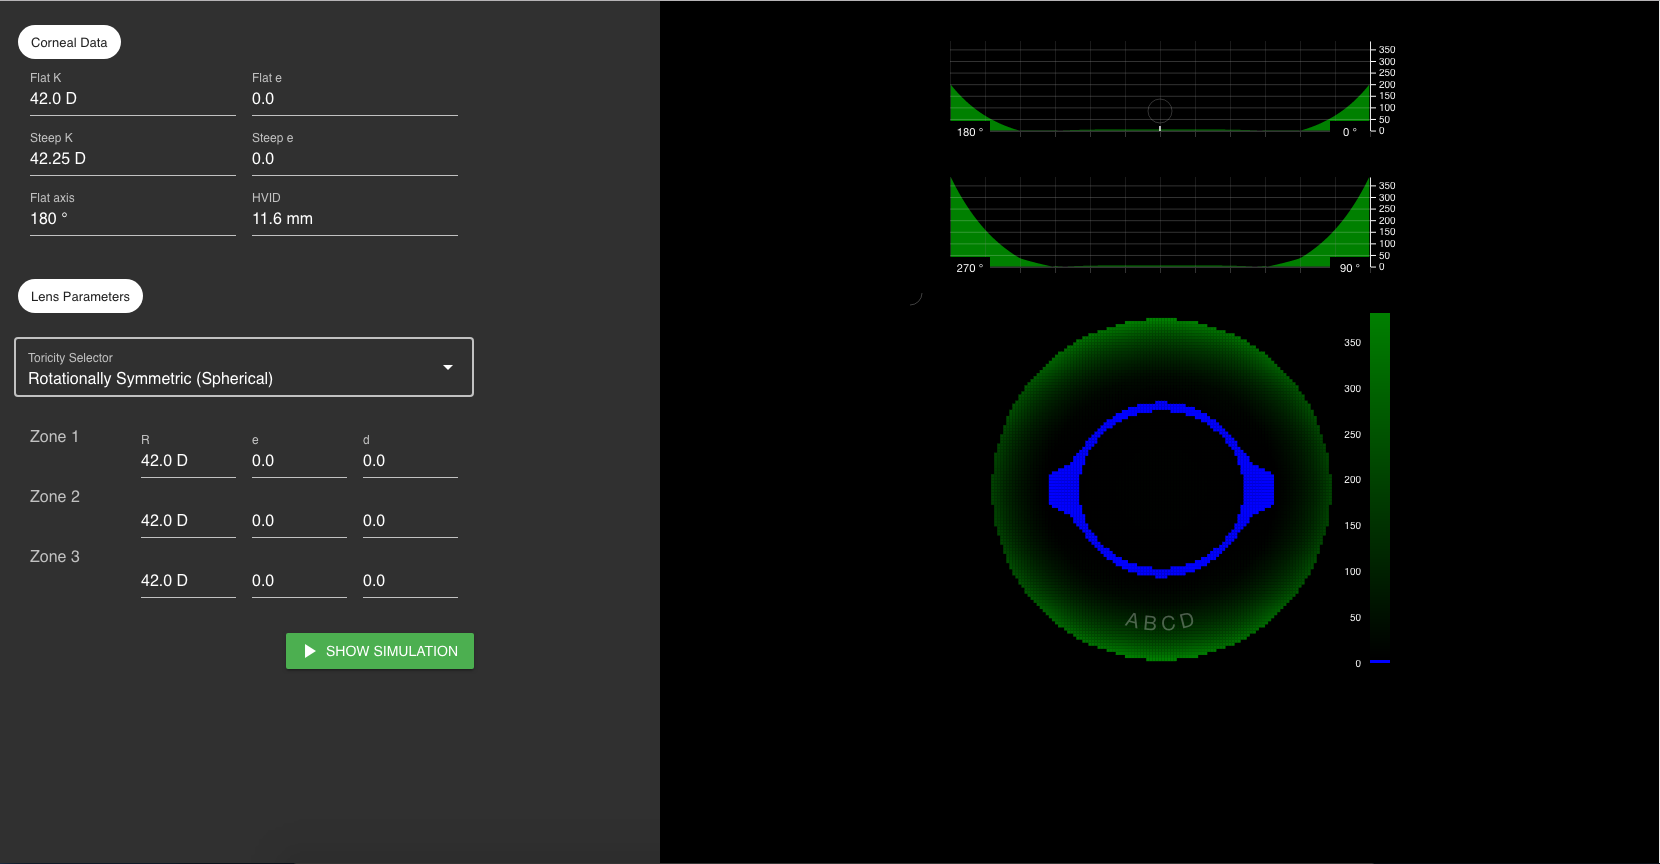 Corneal Data
Flat K Flat e
42.0 D 0.0
Steep K Steep e
42.25 D 0.0
Flat axis HVID
180 ° 11.6 mm
Lens Parameters
Toricity Selector
Rotationally Symmetric (Spherical)
Zone 1
R e d
42.0 D 0.0 0.0
Zone 2
42.0 D 0.0 0.0
Zone 3
42.0 D 0.0 0.0
SHOW SIMULATION
350
300
250
200
150
100
50
0
180 ° 0 °
350
300
250
200
150
100
50
0
270 ° 90 °
350
300
250
200
150
100
50
0
ABCD